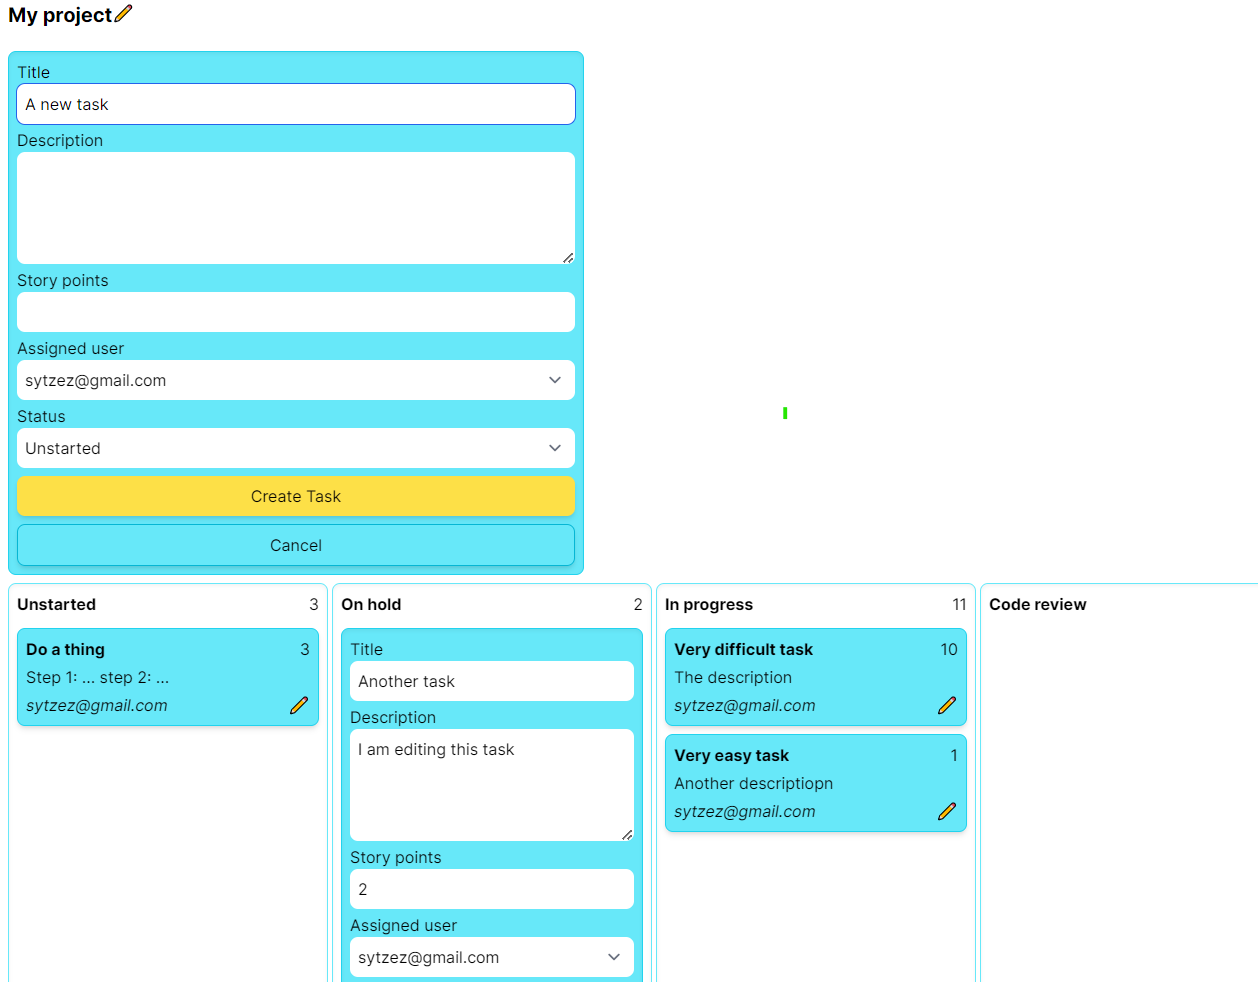 My project
Title
A new task
Description
Story points
Assigned user
sytzez@gmail.com
Status
Unstarted
Create Task
Cancel
Unstarted 3
Do a thing 3
Step 1: ... step 2: ...
sytzez@gmail.com
On hold 2
Title
Another task
Description
I am editing this task
Story points
2
Assigned user
sytzez@gmail.com
In progress 11
Very difficult task 10
The description
sytzez@gmail.com
Very easy task 1
Another descriptiopn
sytzez@gmail.com
Code review